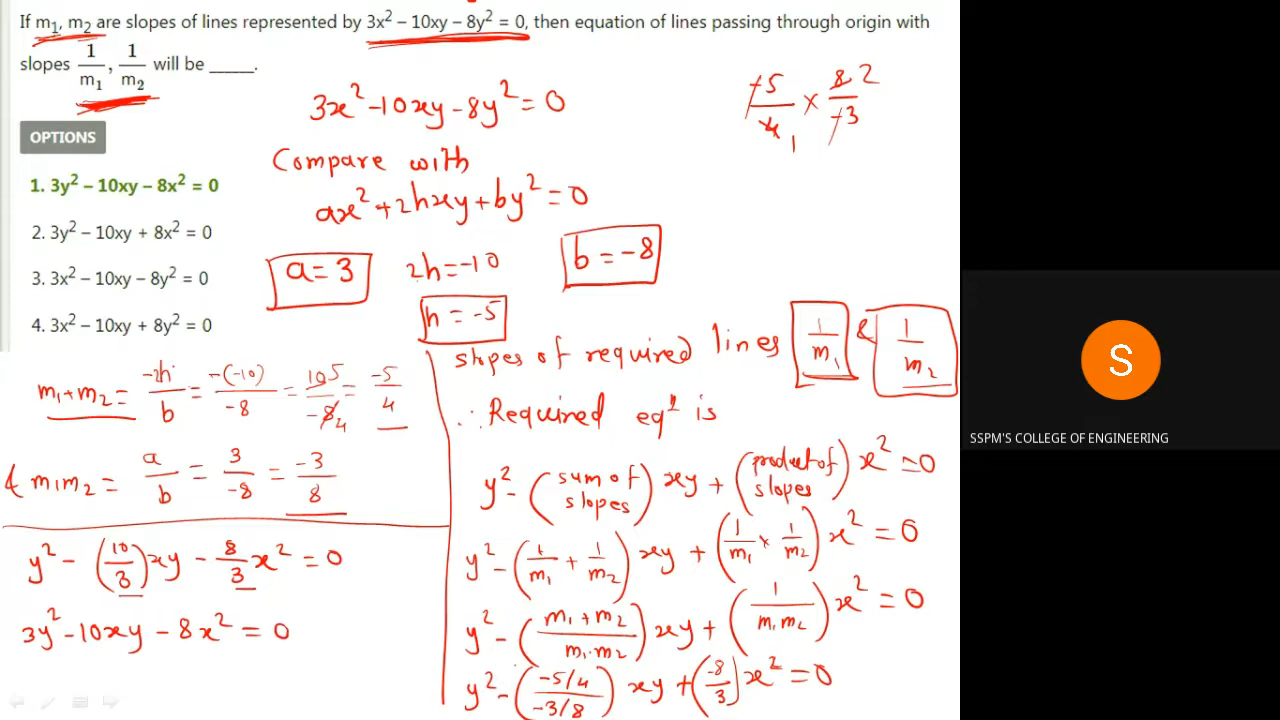 If m₁, m₂ are slopes of lines represented by 3x² – 10xy – 8y² = 0, then equation of lines passing through origin with
slopes 1/m₁, 1/m₂ will be _____.
OPTIONS
1. 3y² – 10xy – 8x² = 0
2. 3y² – 10xy + 8x² = 0
3. 3x² – 10xy – 8y² = 0
4. 3x² – 10xy + 8y² = 0
3x² - 10xy - 8y² = 0
Compare with
ax² + 2hxy + by² = 0
a = 3
2h = -10
b = -8
h = -5
-5/4 1 × 8 2/-3
m₁ + m₂ = -2h/b = -(-10)/-8 = 10 5/-8 4 = -5/4
& m₁m₂ = a/b = 3/-8 = -3/8
y² - (10/3)xy - 8/3 x² = 0
3y² - 10xy - 8x² = 0
slopes of required lines 1/m₁ & 1/m₂
∴ Required eqⁿ is
y² - (sum of slopes) xy + (product of slopes) x² = 0
y² - (1/m₁ + 1/m₂) xy + (1/m₁ × 1/m₂) x² = 0
y² - (m₁ + m₂/m₁.m₂) xy + (1/m₁m₂) x² = 0
y² - (-5/4/-3/8) xy + (-8/3) x² = 0
S
SSPM'S COLLEGE OF ENGINEERING